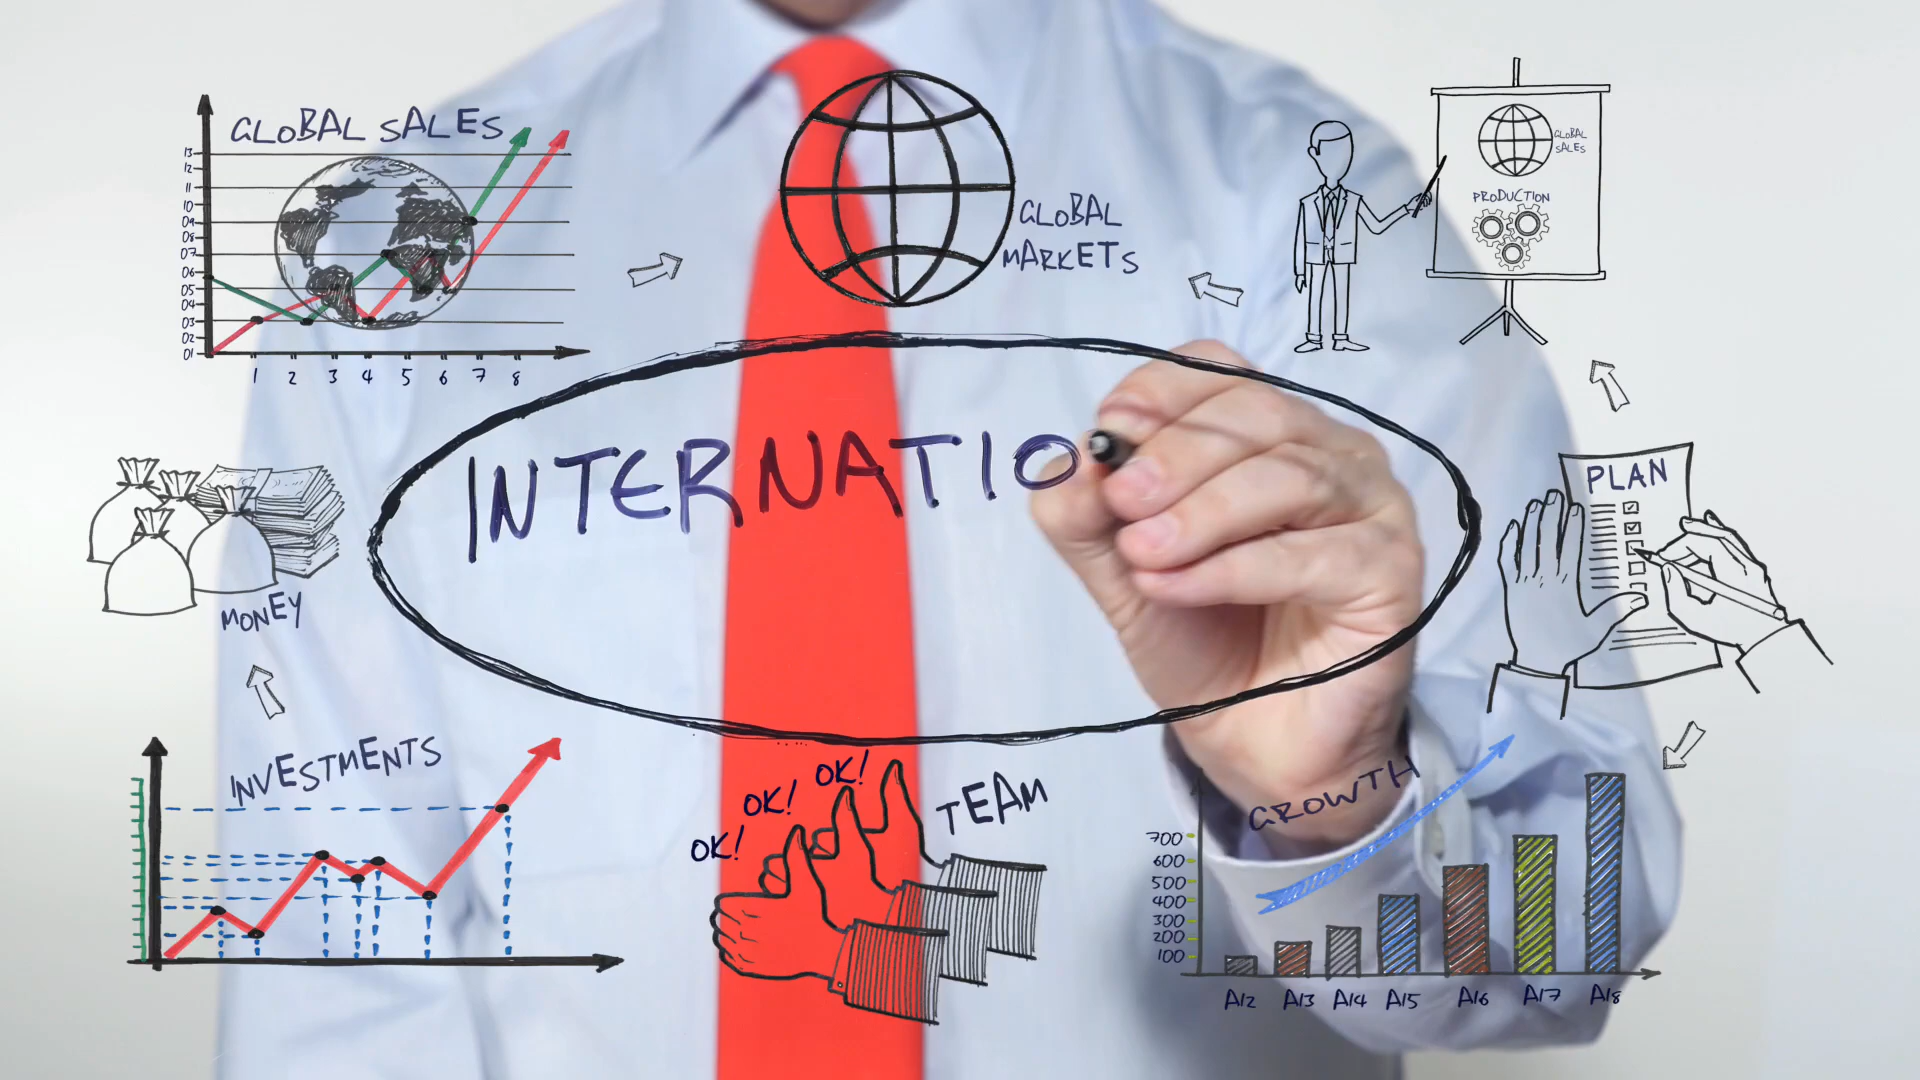 GLOBAL SALES
13
12
11
10
09
08
07
06
05
04
03
02
01
1 2 3 4 5 6 7 8
GLOBAL
MARKETS
GLOBAL
SALES
PRODUCTION
INTERNATIO
PLAN
MONEY
INVESTMENTS
OK!
OK!
OK!
TEAM
GROWTH
700
600
500
400
300
200
100
A12 A13 A14 A15 A16 A17 A18